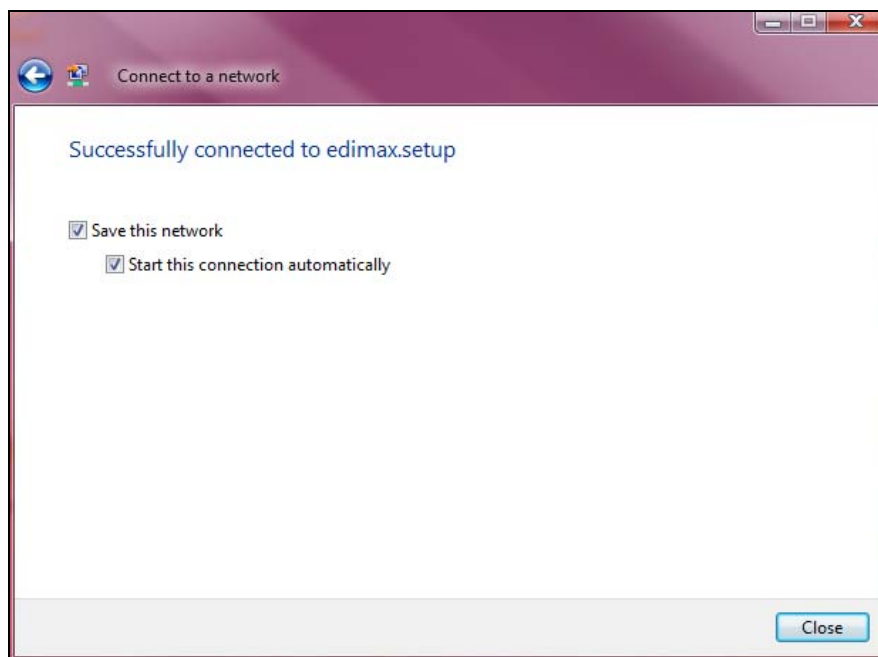 Connect to a network
Successfully connected to edimax.setup
Save this network
Start this connection automatically
Close